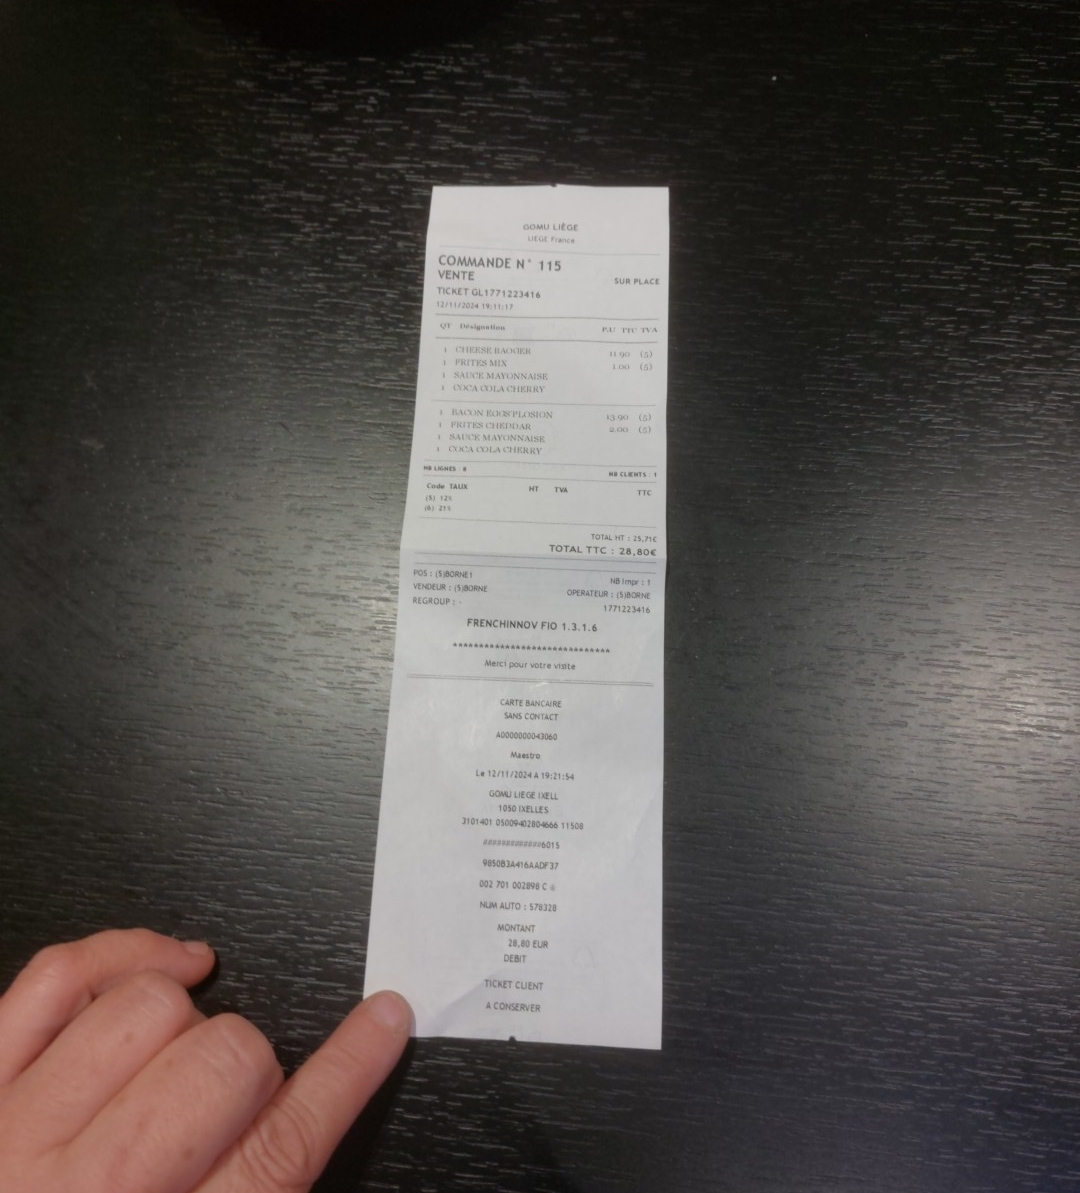 GOMU LIÈGE
LIEGE France
COMMANDE N° 115
VENTE
SUR PLACE
TICKET GL1771223416
12/11/2024 19:11:17
QT Désignation P.U TTC TVA
1 CHEESE BAOGER 11.90 (5)
1 FRITES MIX 1.00 (5)
1 SAUCE MAYONNAISE
1 COCA COLA CHERRY
1 BACON EGGS'PLOSION 13.90 (5)
1 FRITES CHEDDAR 2.00 (5)
1 SAUCE MAYONNAISE
1 COCA COLA CHERRY
NB LIGNES : 8 NB CLIENTS : 1
Code TAUX HT TVA TTC
(5) 12%
(6) 21%
TOTAL HT : 25,71€
TOTAL TTC : 28,80€
POS : (5)BORNE1 NB Impr : 1
VENDEUR : (5)BORNE OPERATEUR : (5)BORNE
REGROUP : - 1771223416
FRENCHINNOV FIO 1.3.1.6
******************************
Merci pour votre visite
CARTE BANCAIRE
SANS CONTACT
A0000000043060
Maestro
Le 12/11/2024 A 19:21:54
GOMU LIEGE IXELL
1050 IXELLES
3101401 05009402804666 11508
############6015
9850B3A416AADF37
002 701 002898 C @
NUM AUTO : 578328
MONTANT
28,80 EUR
DEBIT
TICKET CLIENT
A CONSERVER